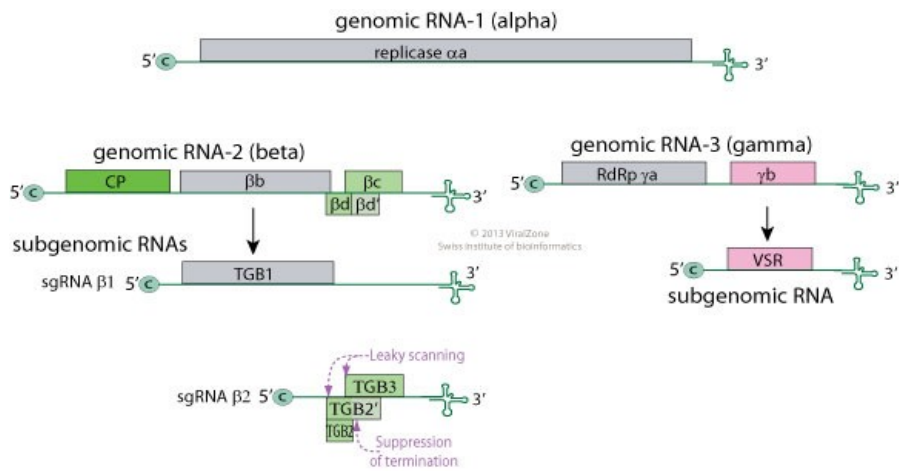 genomic RNA-1 (alpha)
replicase αa
5' C 3'
genomic RNA-2 (beta)
CP βb βc
5' C 3'
βd βd'
genomic RNA-3 (gamma)
RdRp γa γb
5' C 3'
© 2013 ViralZone
Swiss Institute of Bioinformatics
subgenomic RNAs
sgRNA β1 5' C TGB1 3'
VSR
5' C 3'
subgenomic RNA
Leaky scanning
TGB3
sgRNA β2 5' C 3'
TGB2'
TGB2
Suppression
of termination